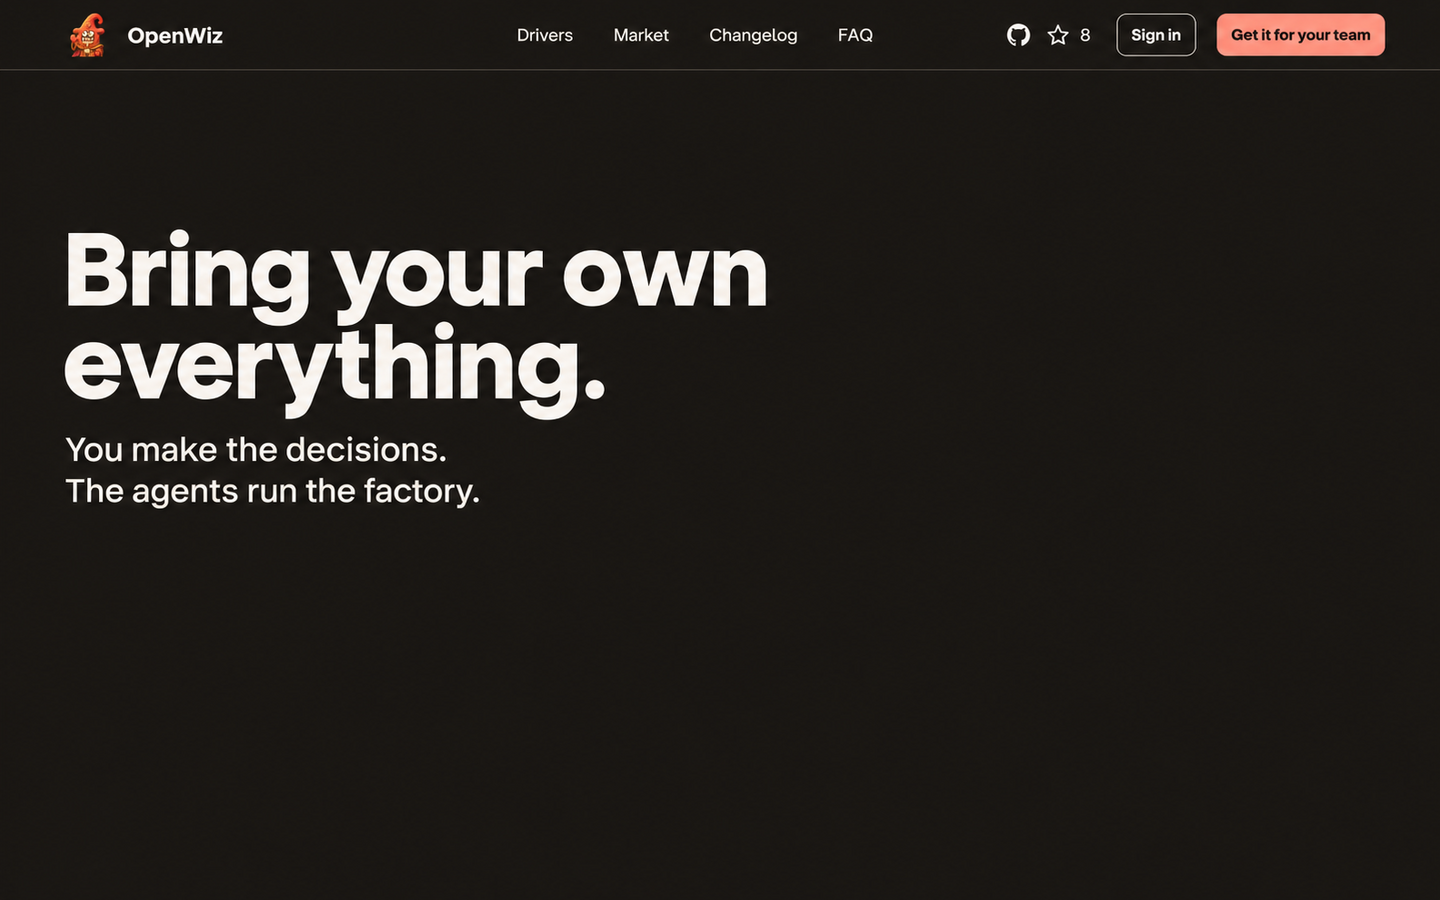 OpenWiz
Drivers
Market
Changelog
FAQ
8
Sign in
Get it for your team
Bring your own
everything.
You make the decisions.
The agents run the factory.